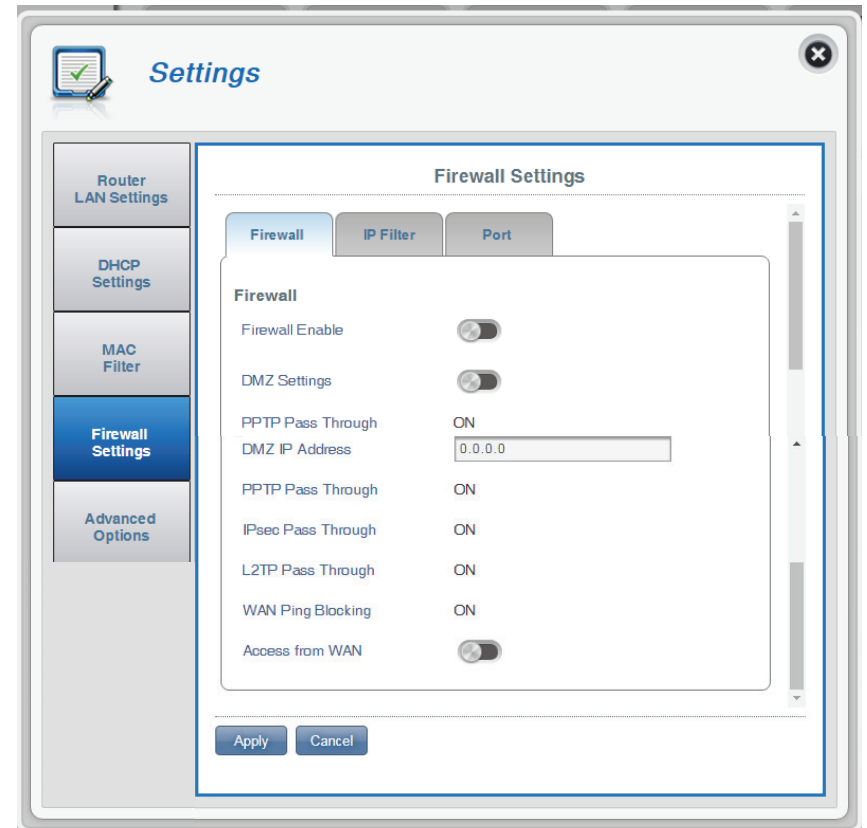 Settings
Router
LAN Settings
DHCP
Settings
MAC
Filter
Firewall
Settings
Advanced
Options
Firewall Settings
Firewall IP Filter Port
Firewall
Firewall Enable
DMZ Settings
PPTP Pass Through ON
DMZ IP Address 0.0.0.0
PPTP Pass Through ON
IPsec Pass Through ON
L2TP Pass Through ON
WAN Ping Blocking ON
Access from WAN
Apply Cancel